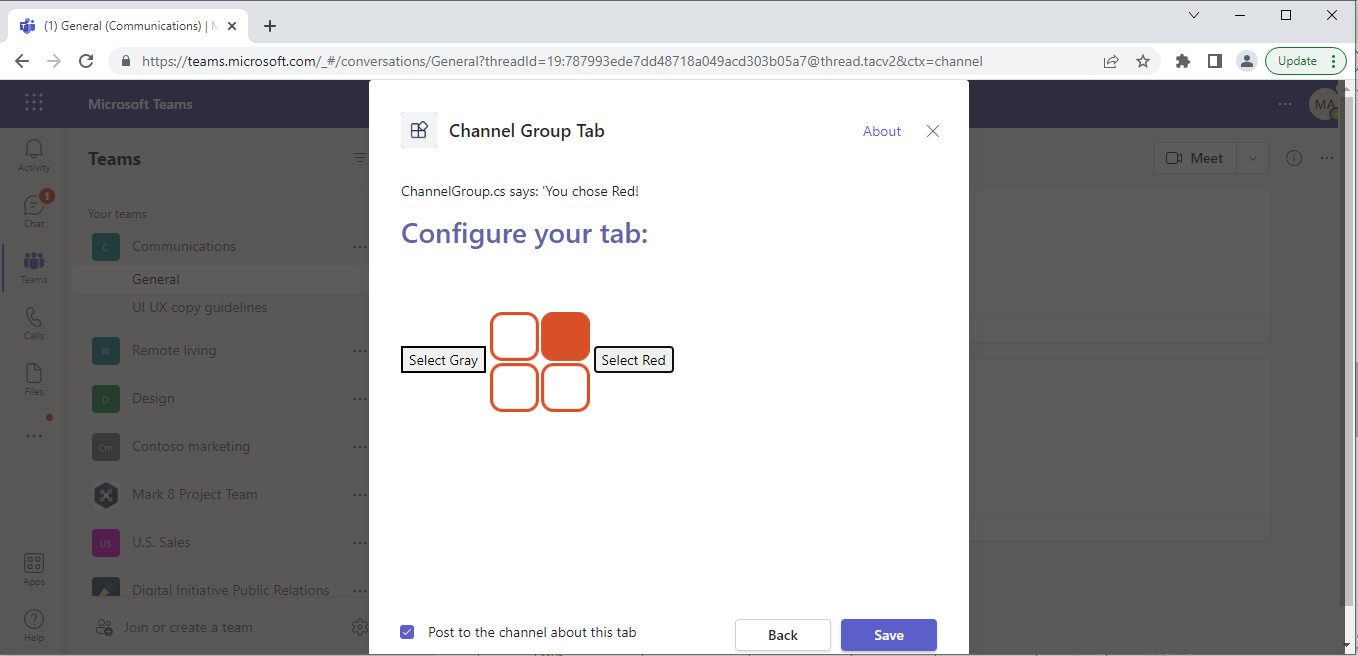 (1) General (Communications) | M
https://teams.microsoft.com/_#/conversations/General?threadId=19:787993ede7dd48718a049acd303b05a7@thread.tacv2&ctx=channel
Update
Microsoft Teams
MA
Activity
Chat
1
Teams
Calls
Files
Apps
Help
Teams
Your teams
C Communications
General
UI UX copy guidelines
Rl Remote living
D Design
Cm Contoso marketing
Mark 8 Project Team
US U.S. Sales
Digital Initiative Public Relations
Join or create a team
Meet
Channel Group Tab
About
ChannelGroup.cs says: 'You chose Red!
Configure your tab:
Select Gray
Select Red
Post to the channel about this tab
Back
Save